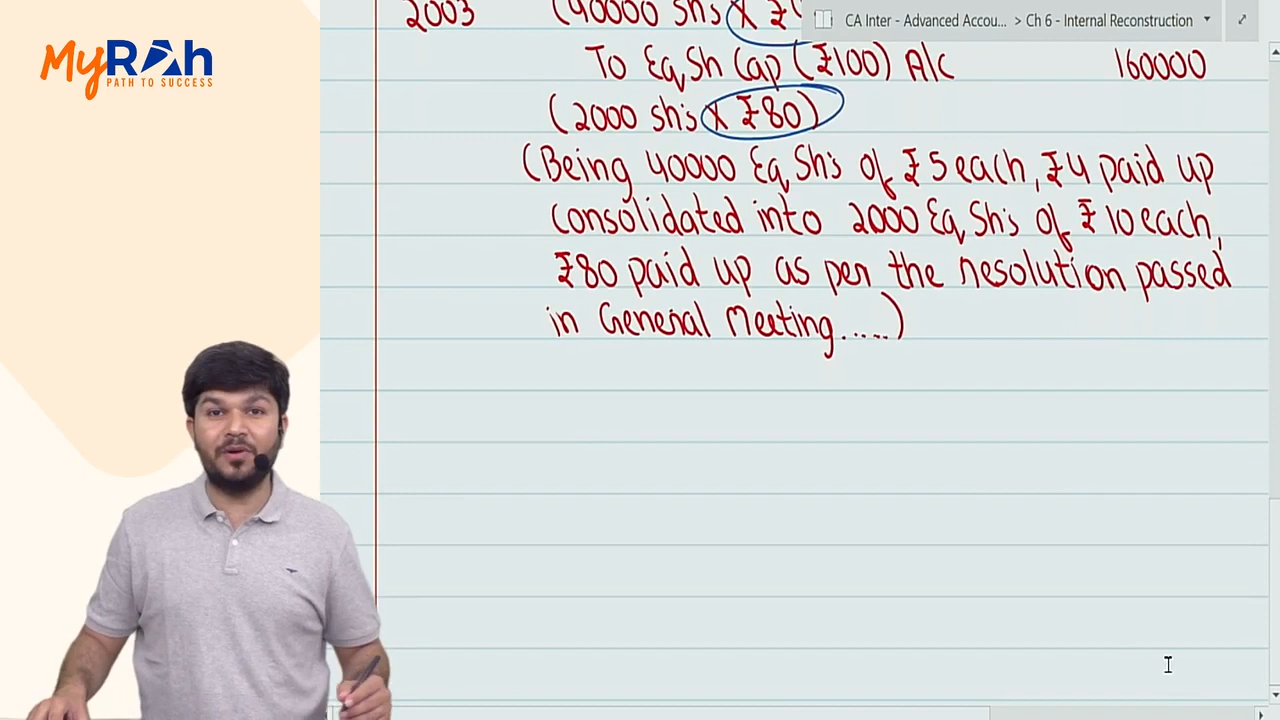 MyRAh
PATH TO SUCCESS
CA Inter - Advanced Accou... > Ch 6 - Internal Reconstruction
2003 (40000 Sh's X ₹
To Eq Sh Cap (₹100) A/c 160000
(2000 Sh's X ₹80)
(Being 40000 Eq Sh's of ₹5 each, ₹4 paid up
consolidated into 2000 Eq Sh's of ₹10 each,
₹80 paid up as per the resolution passed
in General Meeting.....)